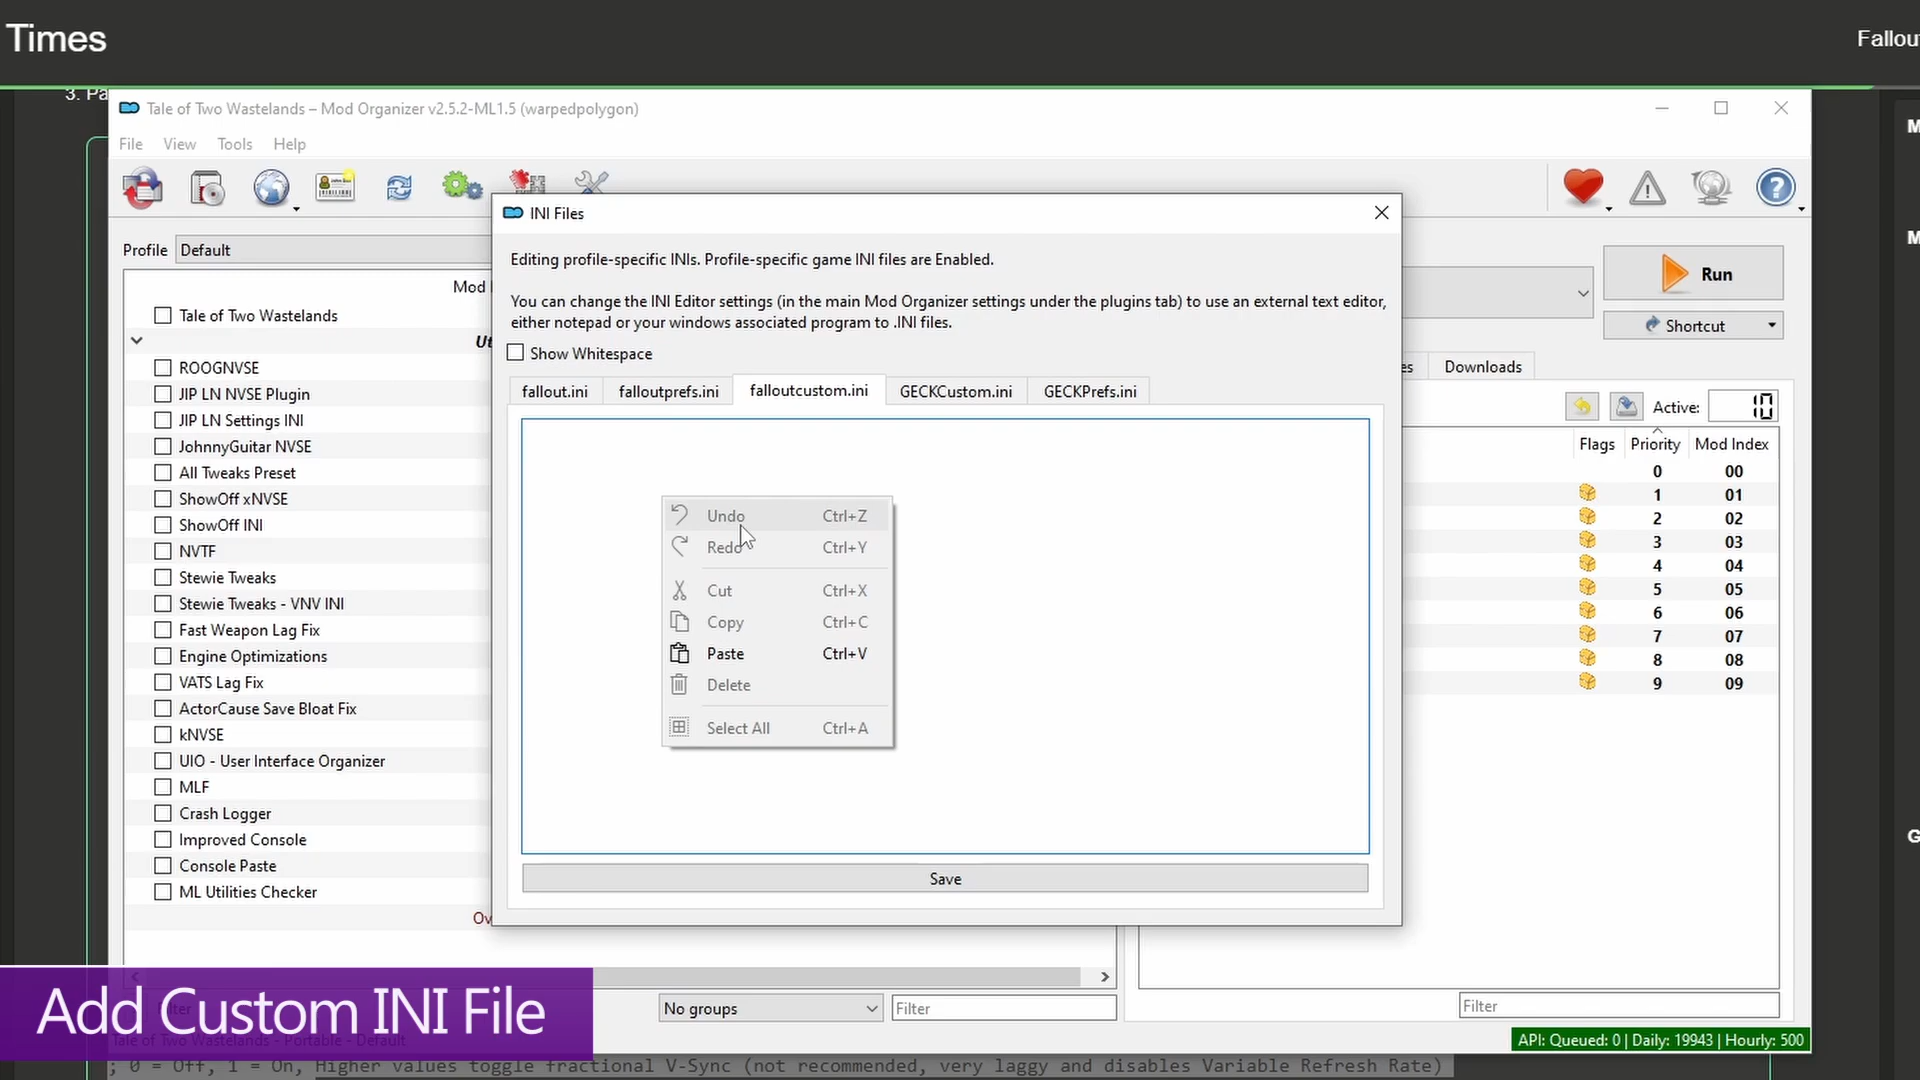 Times
Fallou
3. Pa
Tale of Two Wastelands – Mod Organizer v2.5.2-ML1.5 (warpedpolygon)
File View Tools Help
INI Files
Profile Default
Editing profile-specific INIs. Profile-specific game INI files are Enabled.
You can change the INI Editor settings (in the main Mod Organizer settings under the plugins tab) to use an external text editor,
either notepad or your windows associated program to .INI files.
Show Whitespace
fallout.ini falloutprefs.ini falloutcustom.ini GECKCustom.ini GECKPrefs.ini
Undo Ctrl+Z
Redo Ctrl+Y
Cut Ctrl+X
Copy Ctrl+C
Paste Ctrl+V
Delete
Select All Ctrl+A
Save
Mod
Tale of Two Wastelands
Ut
ROOGNVSE
JIP LN NVSE Plugin
JIP LN Settings INI
JohnnyGuitar NVSE
All Tweaks Preset
ShowOff xNVSE
ShowOff INI
NVTF
Stewie Tweaks
Stewie Tweaks - VNV INI
Fast Weapon Lag Fix
Engine Optimizations
VATS Lag Fix
ActorCause Save Bloat Fix
kNVSE
UIO - User Interface Organizer
MLF
Crash Logger
Improved Console
Console Paste
ML Utilities Checker
Ov
Run
Shortcut
es Downloads
Active: 10
Flags Priority Mod Index
0 00
1 01
2 02
3 03
4 04
5 05
6 06
7 07
8 08
9 09
M
M
G
Filter
No groups Filter
Filter
Add Custom INI File
Tale of Two Wastelands - Portable - Default
API: Queued: 0 | Daily: 19943 | Hourly: 500
; 0 = Off, 1 = On, Higher values toggle fractional V-Sync (not recommended, very laggy and disables Variable Refresh Rate)